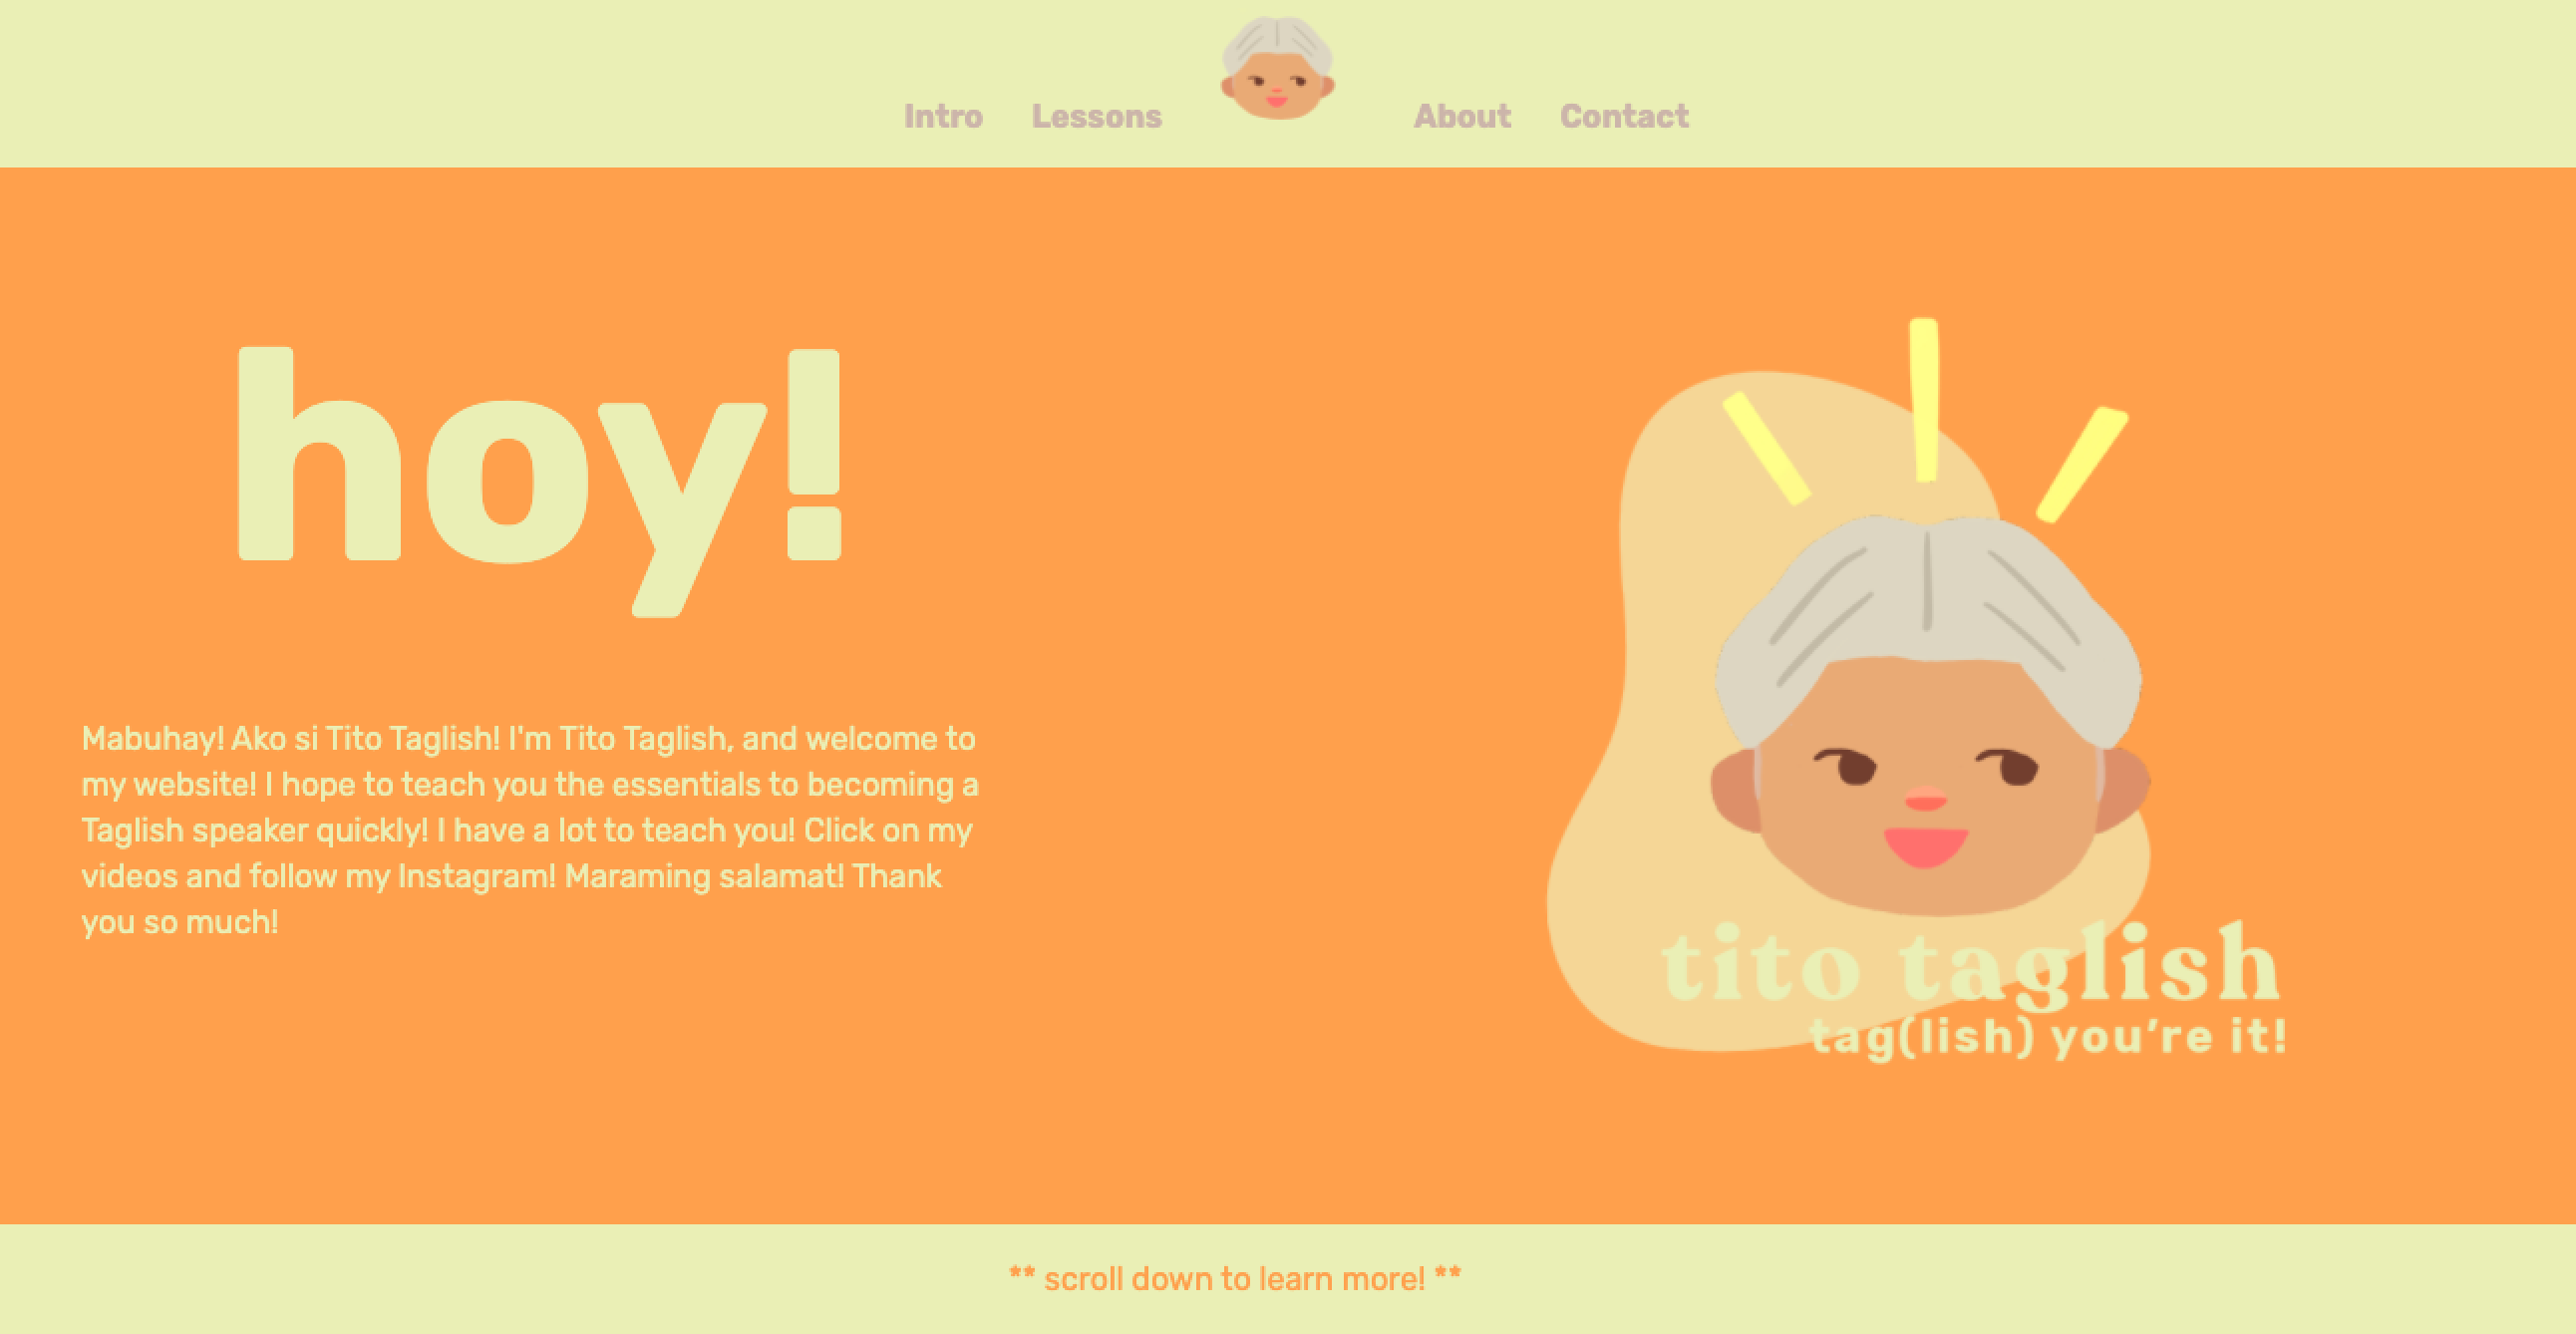 Intro Lessons About Contact
hoy!
Mabuhay! Ako si Tito Taglish! I'm Tito Taglish, and welcome to
my website! I hope to teach you the essentials to becoming a
Taglish speaker quickly! I have a lot to teach you! Click on my
videos and follow my Instagram! Maraming salamat! Thank
you so much!
tito taglish
tag(lish) you’re it!
** scroll down to learn more! **